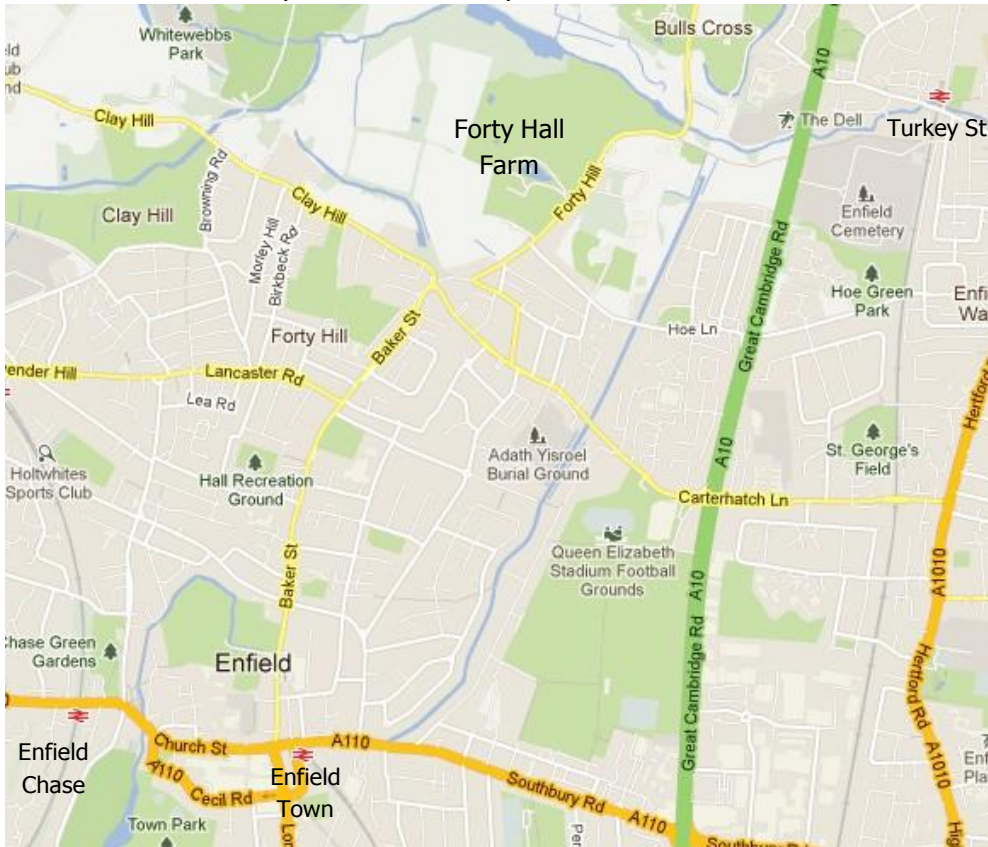 Whitewebbs
Park
Bulls Cross
A10
Clay Hill
Forty Hall
Farm
The Dell
Turkey St
Browning Rd
Clay Hill
Forty Hill
Clay Hill
Morley Hill
Birkbeck Rd
Enfield
Cemetery
Great Cambridge Rd
Hoe Green
Park
Forty Hill
Baker St
Hoe Ln
Lancaster Rd
Lea Rd
Hertford
Holtwhites
Sports Club
Hall Recreation
Ground
Adath Yisroel
Burial Ground
A10
St. George's
Field
Carterhatch Ln
Queen Elizabeth
Stadium Football
Grounds
Baker St
A10
A1010
Chase Green
Gardens
Enfield
Great Cambridge Rd
Hertford Rd
Enfield
Chase
Church St
A110
A110
Cecil Rd
Enfield
Town
Southbury Rd
A110
A1010
Town Park